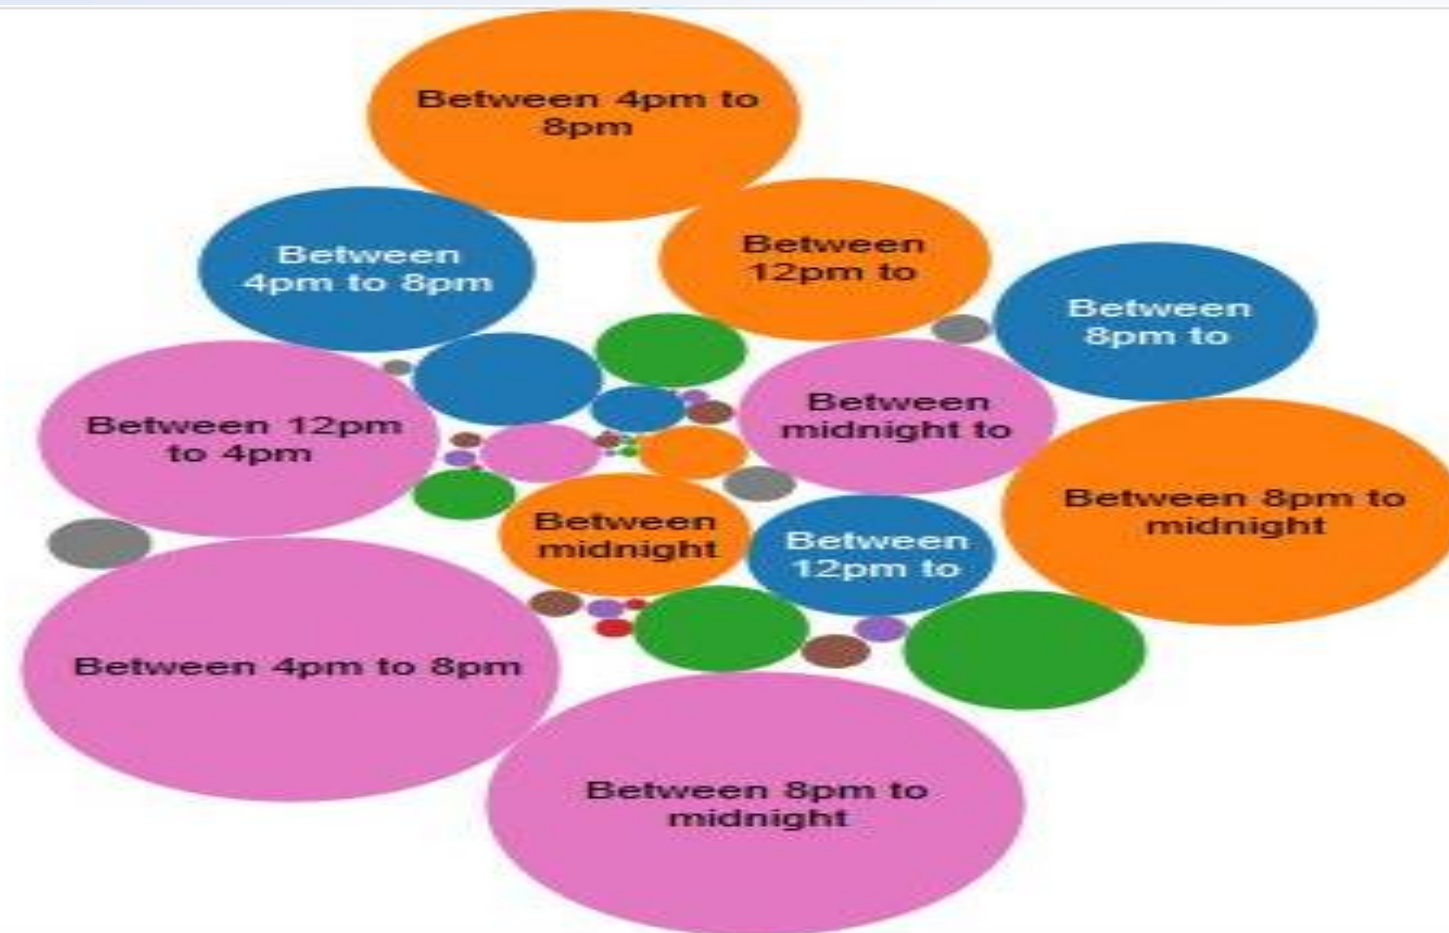 Between 4pm to
8pm
Between
4pm to 8pm
Between
12pm to
Between
8pm to
Between 12pm
to 4pm
Between
midnight to
Between 8pm to
midnight
Between
midnight
Between
12pm to
Between 4pm to 8pm
Between 8pm to
midnight